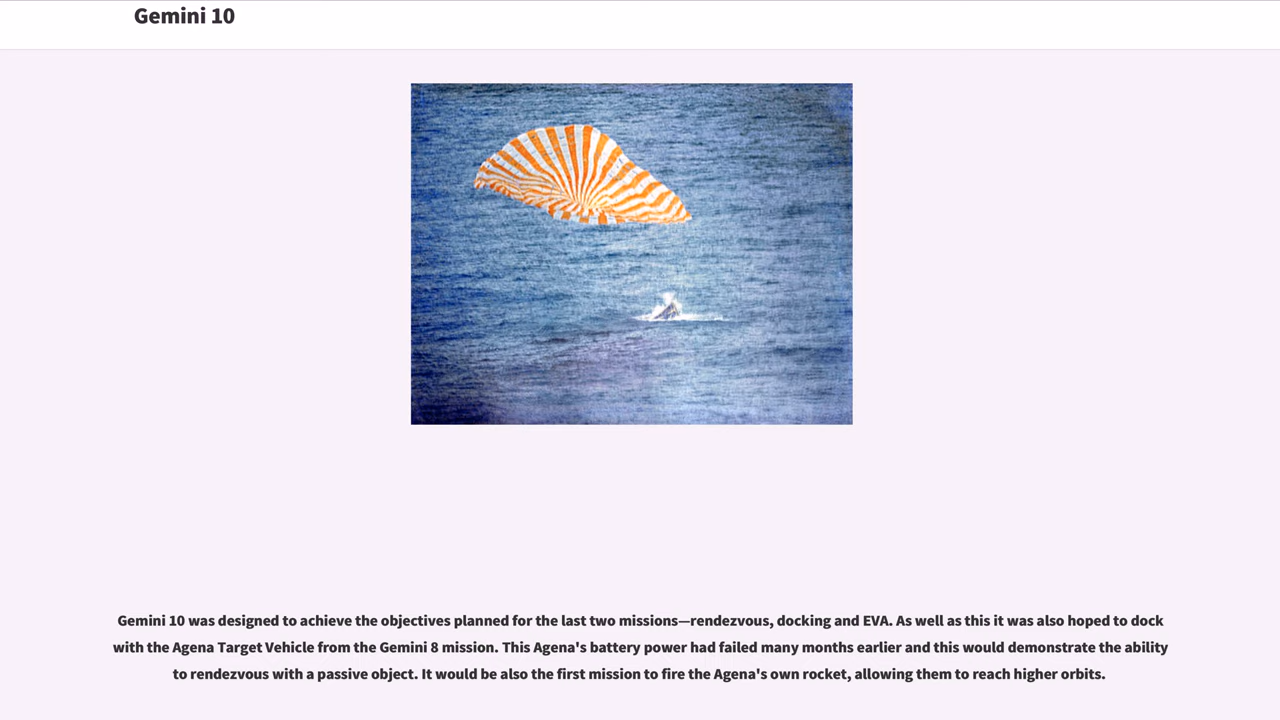 Gemini 10
Gemini 10 was designed to achieve the objectives planned for the last two missions—rendezvous, docking and EVA. As well as this it was also hoped to dock
with the Agena Target Vehicle from the Gemini 8 mission. This Agena's battery power had failed many months earlier and this would demonstrate the ability
to rendezvous with a passive object. It would be also the first mission to fire the Agena's own rocket, allowing them to reach higher orbits.